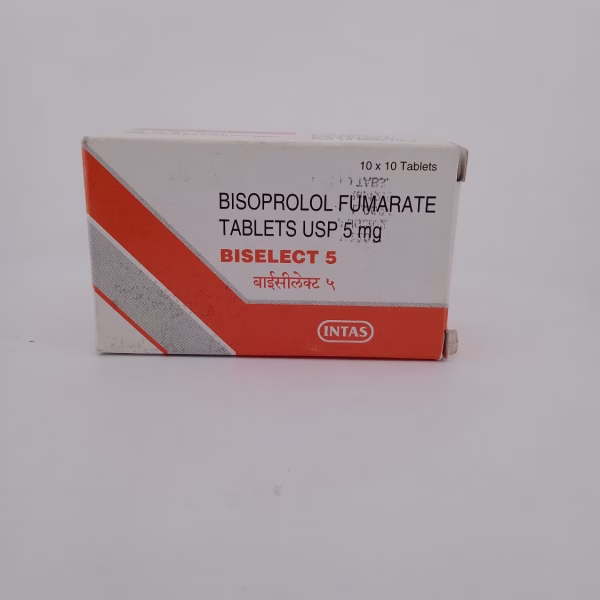 10 x 10 Tablets
BISOPROLOL FUMARATE
TABLETS USP 5 mg
BISELECT 5
बाईसीलेक्ट ५
INTAS